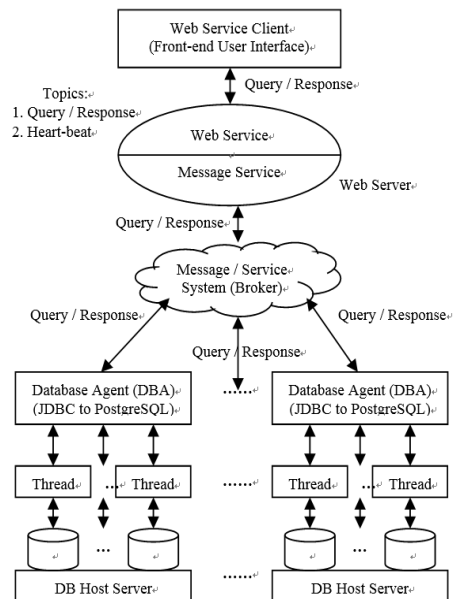 Web Service Client
(Front-end User Interface)
Query / Response
Topics:
1. Query / Response
2. Heart-beat
Web Service
Message Service
Web Server
Query / Response
Message / Service
System (Broker)
Query / Response
Query / Response
Query / Response
Database Agent (DBA)
(JDBC to PostgreSQL)
......
Database Agent (DBA)
(JDBC to PostgreSQL)
Thread
...
Thread
......
Thread
...
Thread
...
...
DB Host Server
......
DB Host Server